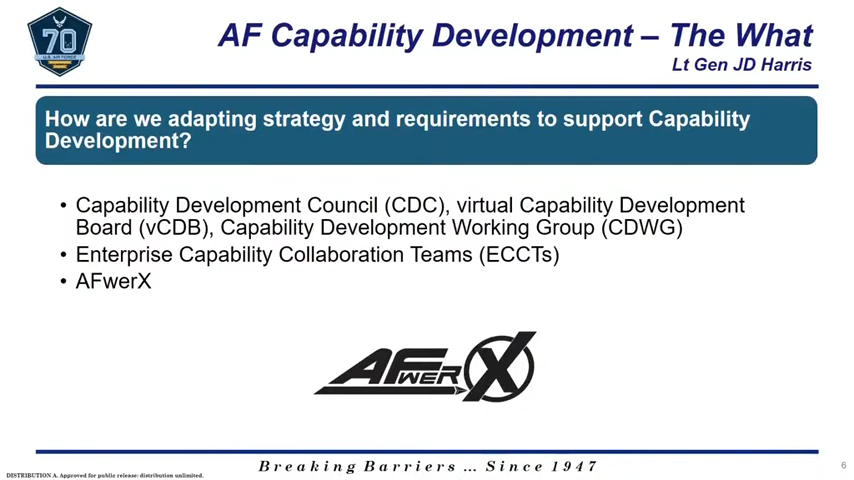 70
U.S. AIR FORCE
AF Capability Development – The What
Lt Gen JD Harris
How are we adapting strategy and requirements to support Capability
Development?
• Capability Development Council (CDC), virtual Capability Development
Board (vCDB), Capability Development Working Group (CDWG)
• Enterprise Capability Collaboration Teams (ECCTs)
• AFwerX
AFWERX
Breaking Barriers ... Since 1947
6
DISTRIBUTION A. Approved for public release: distribution unlimited.